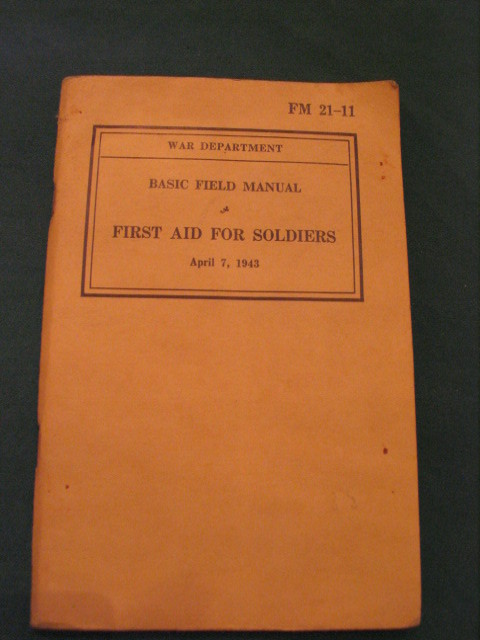 FM 21-11
WAR DEPARTMENT
BASIC FIELD MANUAL
FIRST AID FOR SOLDIERS
April 7, 1943